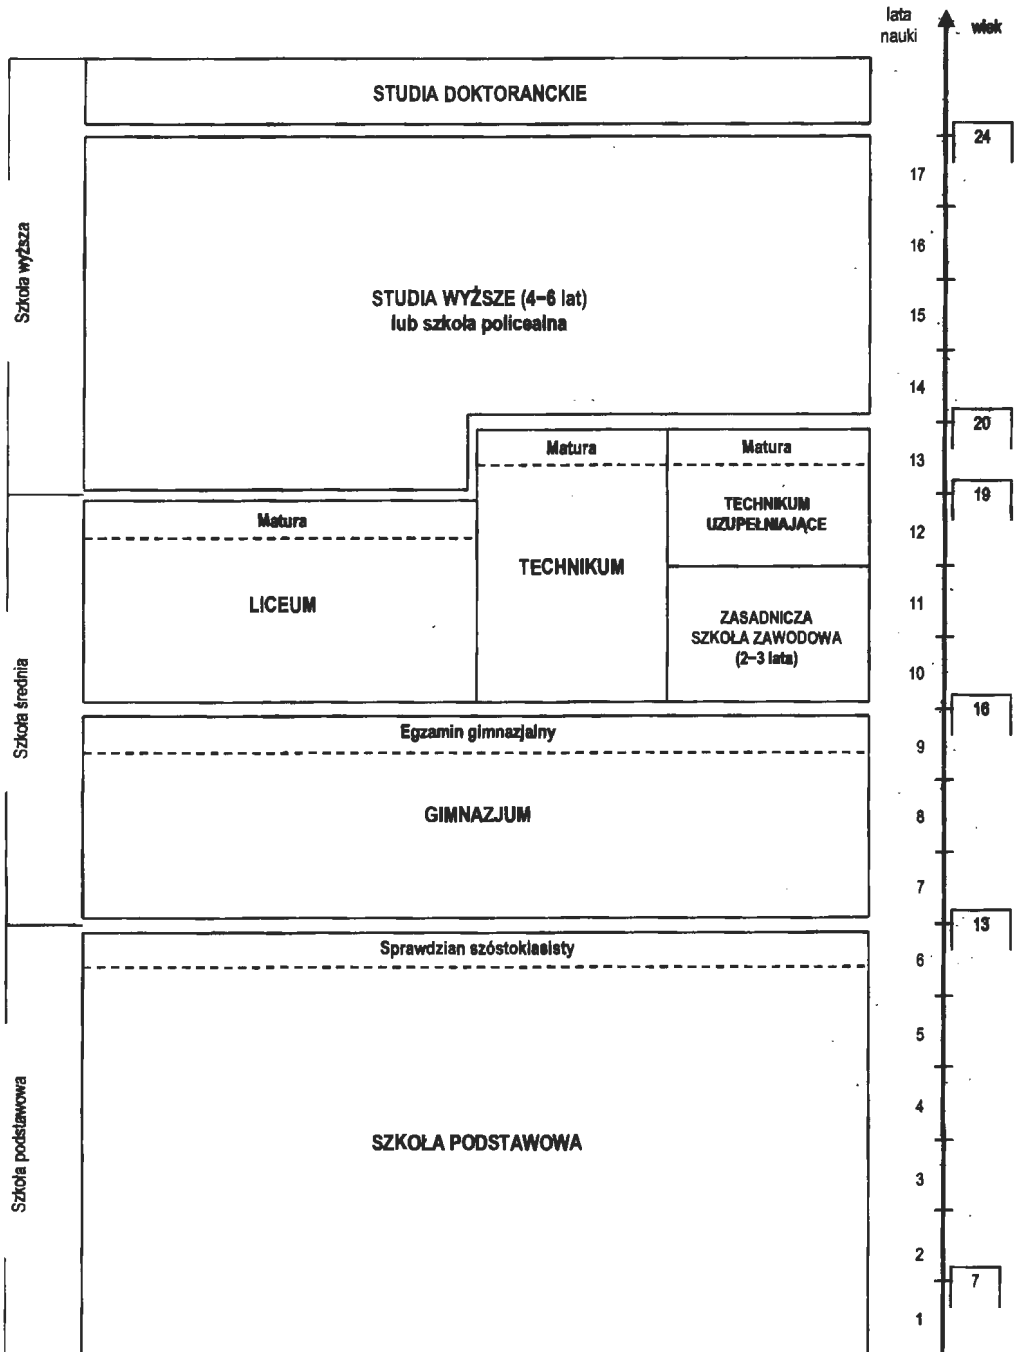 lata
nauki
wiek
STUDIA DOKTORANCKIE
24
17
Szkoła wyższa
16
STUDIA WYŻSZE (4–6 lat)
lub szkoła policealna
15
14
20
Matura
Matura
13
19
TECHNIKUM
UZUPEŁNIAJĄCE
Matura
12
TECHNIKUM
LICEUM
11
ZASADNICZA
SZKOŁA ZAWODOWA
(2–3 lata)
10
Szkoła średnia
16
Egzamin gimnazjalny
9
GIMNAZJUM
8
7
13
Sprawdzian szóstoklasisty
6
5
4
Szkoła podstawowa
SZKOŁA PODSTAWOWA
3
2
7
1